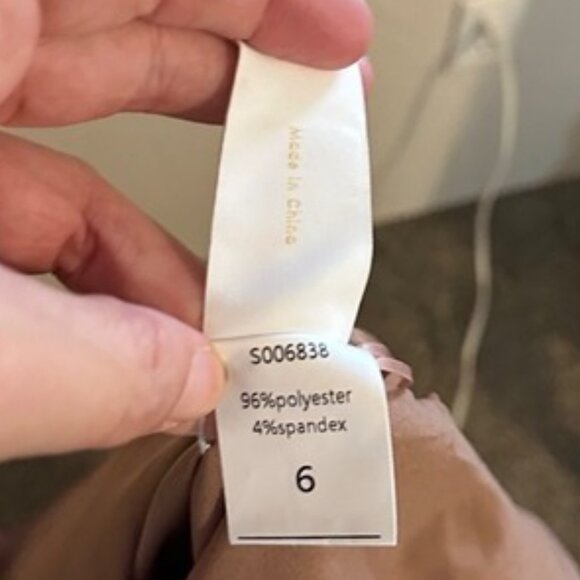 Made in China
S006838
96%polyester
4%spandex
6